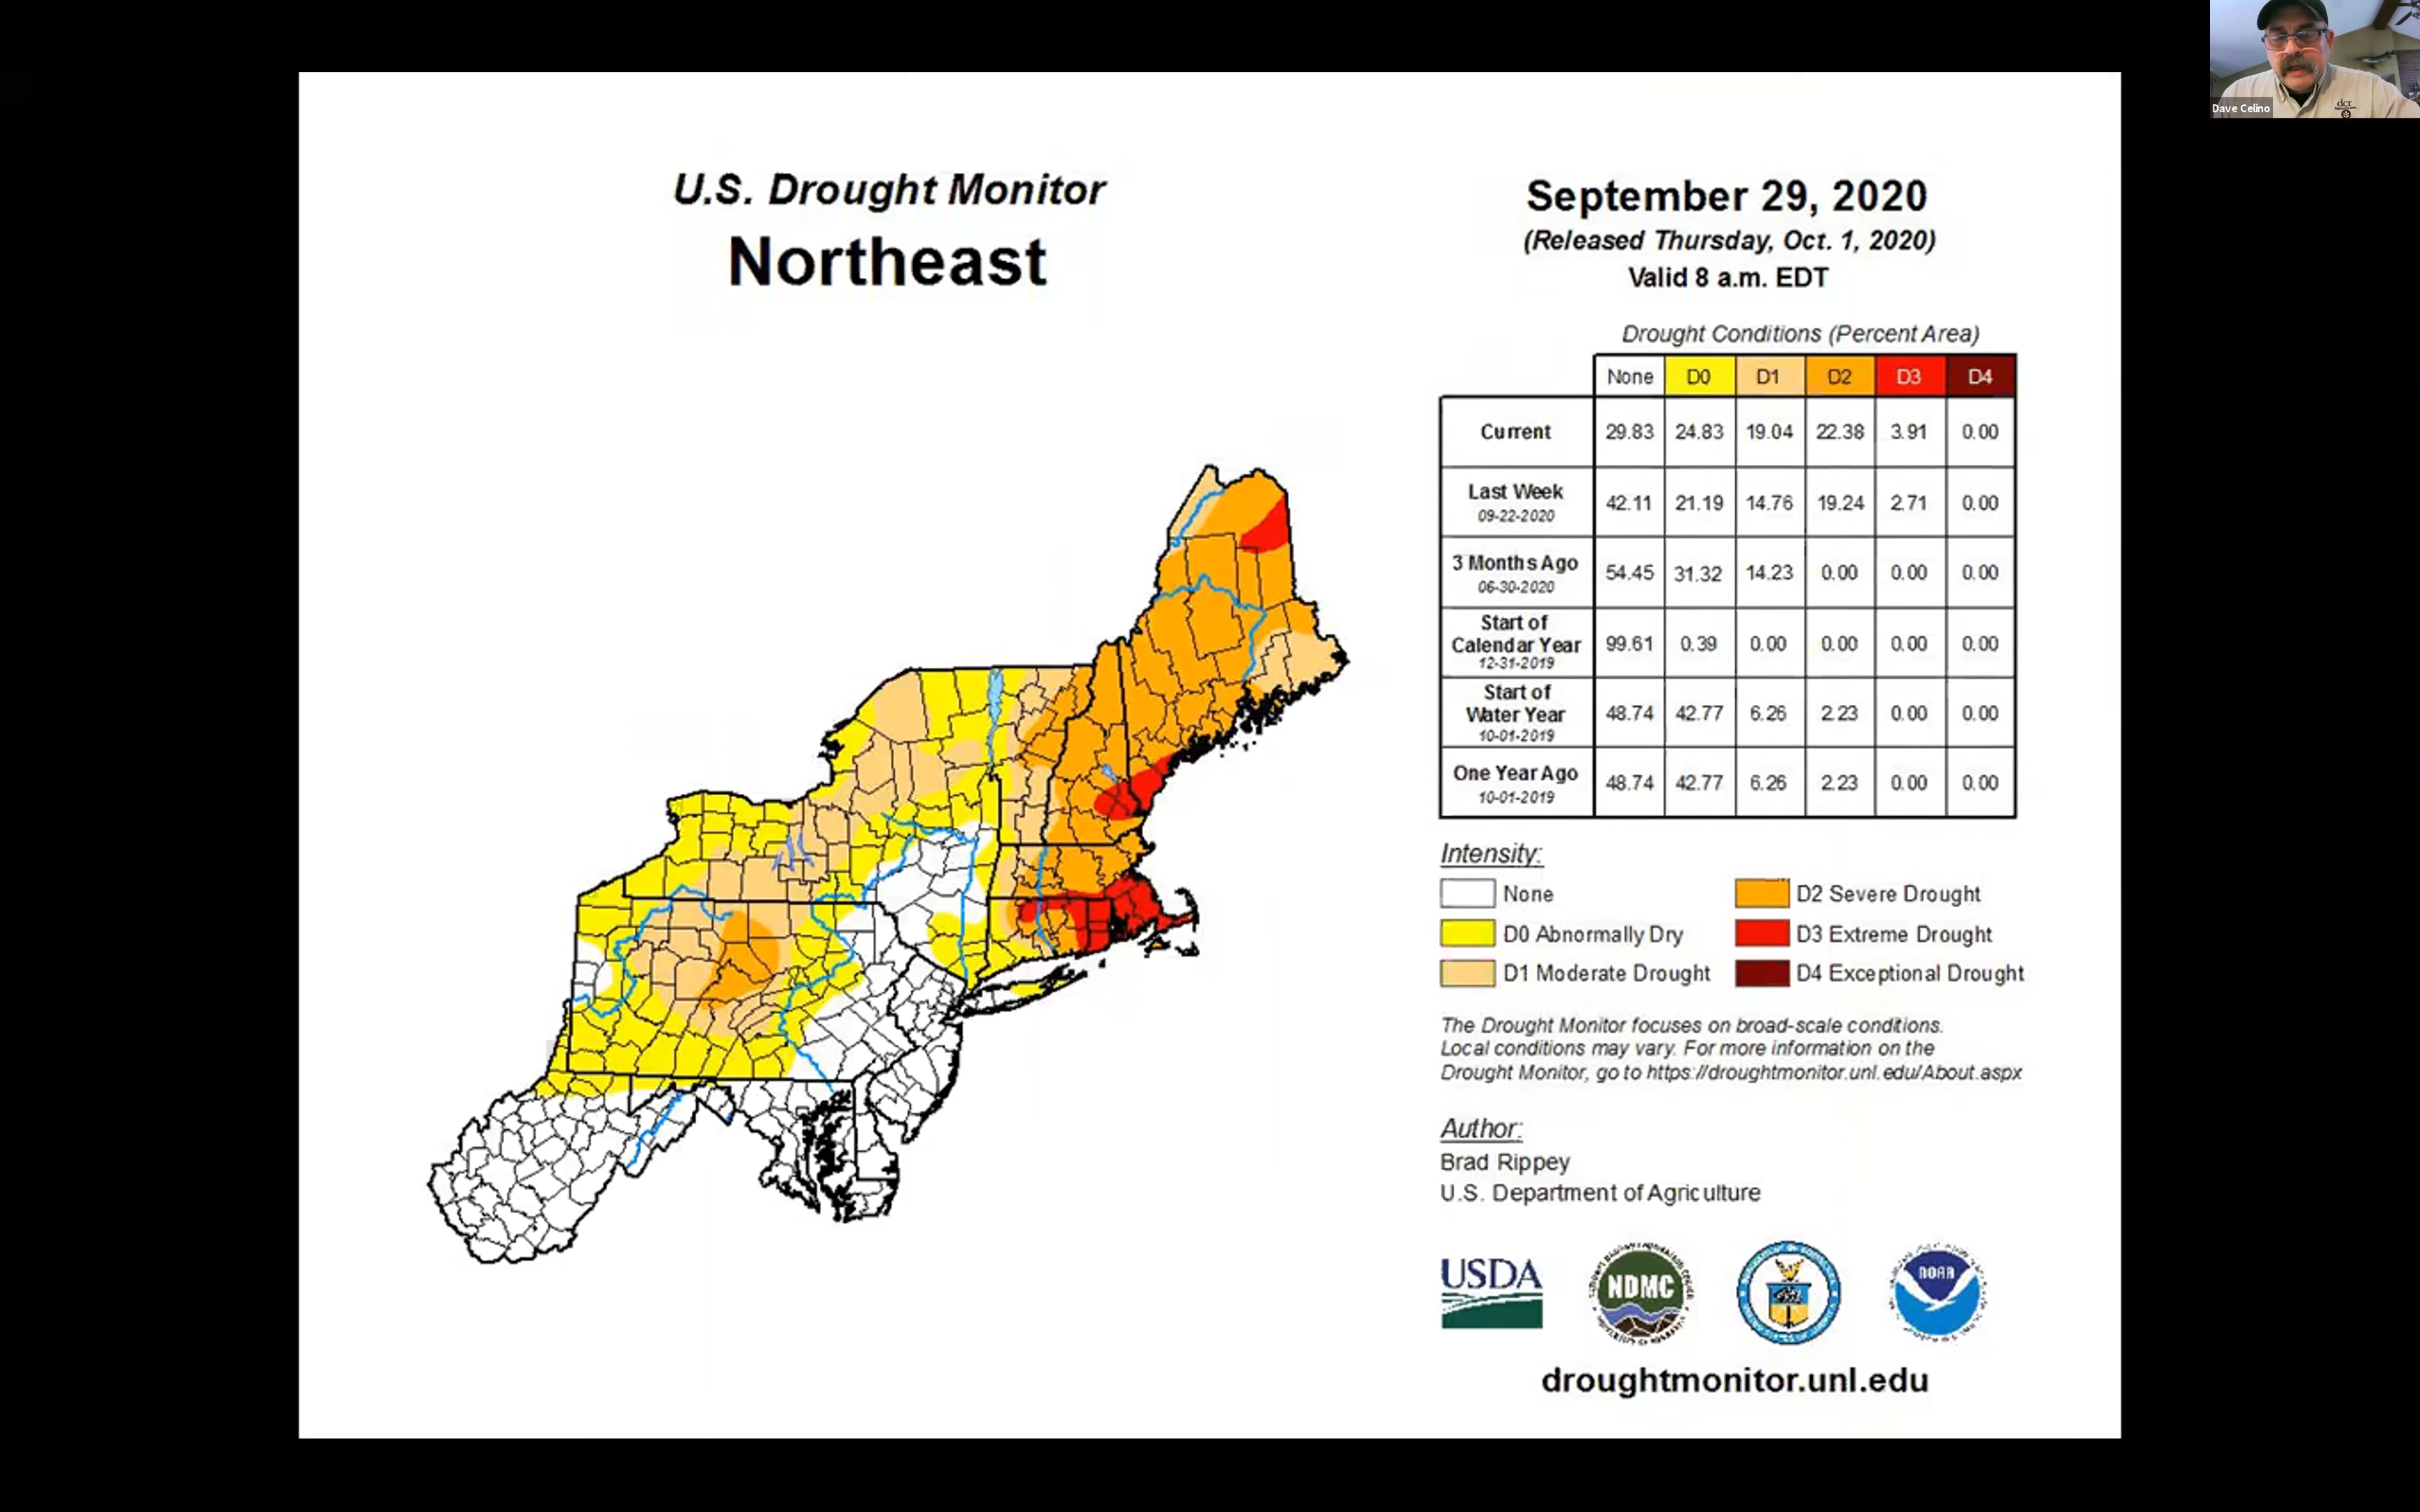 Dave Celino
dcr
U.S. Drought Monitor
Northeast
September 29, 2020
(Released Thursday, Oct. 1, 2020)
Valid 8 a.m. EDT
Drought Conditions (Percent Area)
None D0 D1 D2 D3 D4
Current 29.83 24.83 19.04 22.38 3.91 0.00
Last Week
09-22-2020
42.11 21.19 14.76 19.24 2.71 0.00
3 Months Ago
06-30-2020
54.45 31.32 14.23 0.00 0.00 0.00
Start of
Calendar Year
12-31-2019
99.61 0.39 0.00 0.00 0.00 0.00
Start of
Water Year
10-01-2019
48.74 42.77 6.26 2.23 0.00 0.00
One Year Ago
10-01-2019
48.74 42.77 6.26 2.23 0.00 0.00
Intensity:
None
D0 Abnormally Dry
D1 Moderate Drought
D2 Severe Drought
D3 Extreme Drought
D4 Exceptional Drought
The Drought Monitor focuses on broad-scale conditions.
Local conditions may vary. For more information on the
Drought Monitor, go to https://droughtmonitor.unl.edu/About.aspx
Author:
Brad Rippey
U.S. Department of Agriculture
USDA
NDMC
NOAA
droughtmonitor.unl.edu